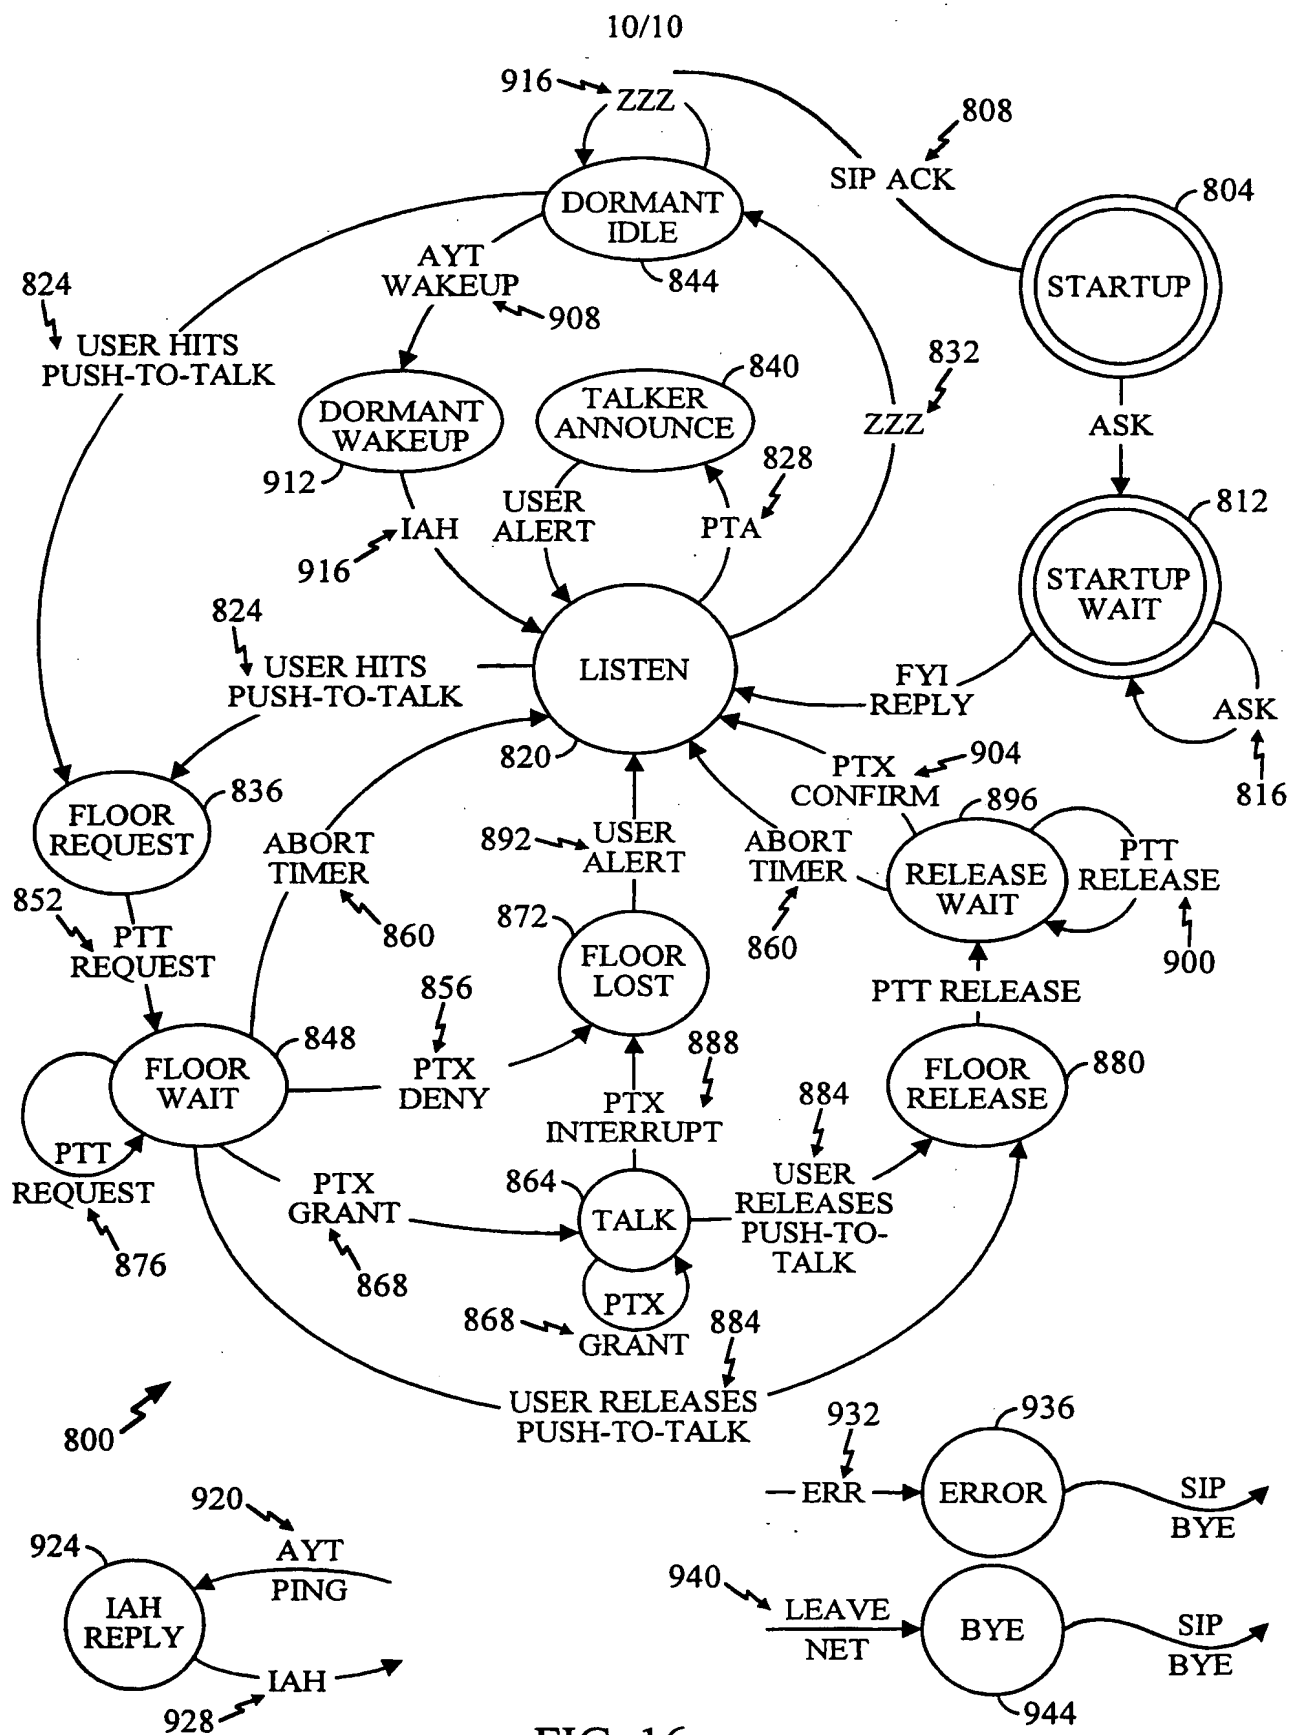 10/10
916
ZZZ
808
SIP ACK
804
STARTUP
DORMANT
IDLE
844
AYT
WAKEUP
908
824
USER HITS
PUSH-TO-TALK
832
ZZZ
840
TALKER
ANNOUNCE
DORMANT
WAKEUP
912
ASK
828
USER
ALERT
PTA
IAH
916
812
STARTUP
WAIT
824
USER HITS
PUSH-TO-TALK
LISTEN
820
FYI
REPLY
ASK
816
PTX
CONFIRM
904
836
FLOOR
REQUEST
ABORT
TIMER
860
892
USER
ALERT
ABORT
TIMER
860
896
RELEASE
WAIT
PTT
RELEASE
900
852
PTT
REQUEST
872
FLOOR
LOST
PTT RELEASE
856
PTX
DENY
848
FLOOR
WAIT
888
PTX
INTERRUPT
880
FLOOR
RELEASE
884
USER
RELEASES
PUSH-TO-
TALK
PTT
REQUEST
876
PTX
GRANT
868
864
TALK
PTX
GRANT
868
884
USER RELEASES
PUSH-TO-TALK
800
932
ERR
936
ERROR
SIP
BYE
920
AYT
PING
924
IAH
REPLY
IAH
928
940
LEAVE
NET
BYE
944
SIP
BYE
FIG. 16